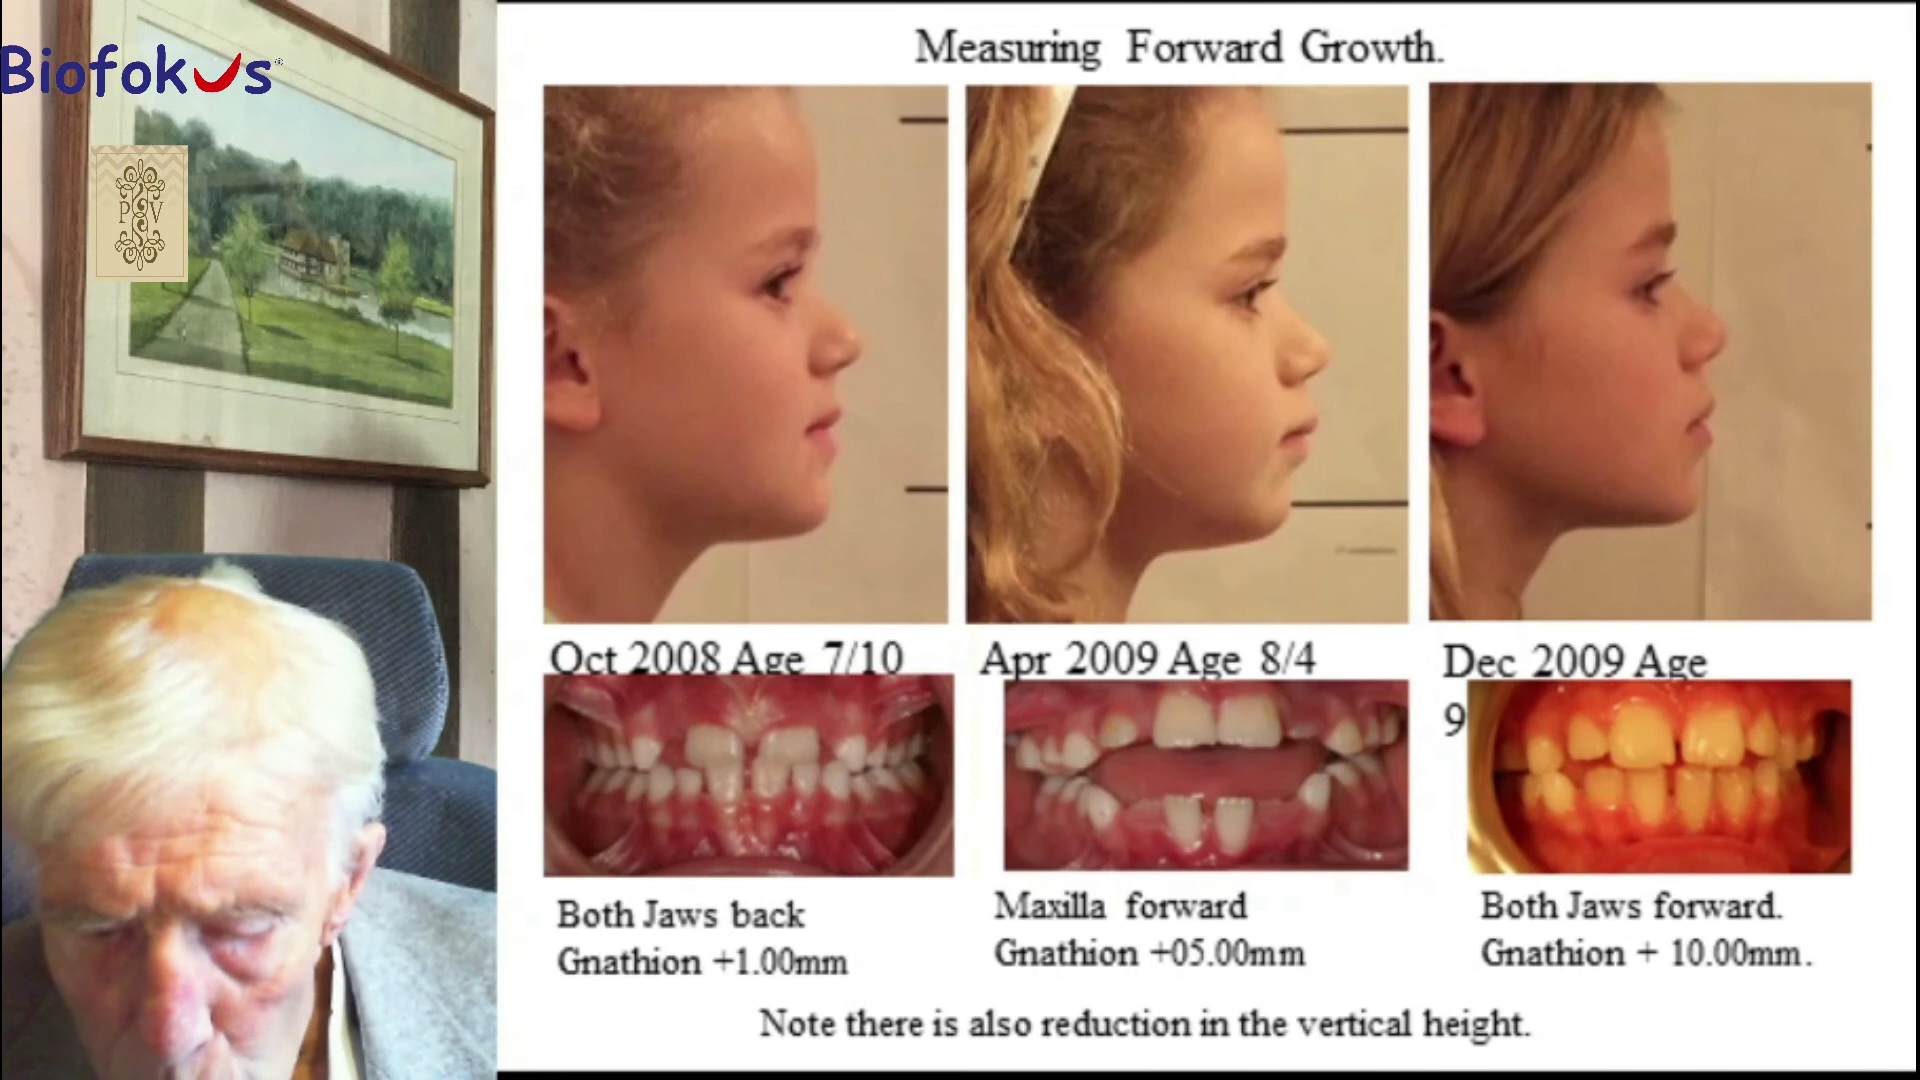 Biofokus®
P V
Measuring Forward Growth.
Oct 2008 Age 7/10
Apr 2009 Age 8/4
Dec 2009 Age
9
Both Jaws back
Gnathion +1.00mm
Maxilla forward
Gnathion +05.00mm
Both Jaws forward.
Gnathion + 10.00mm.
Note there is also reduction in the vertical height.